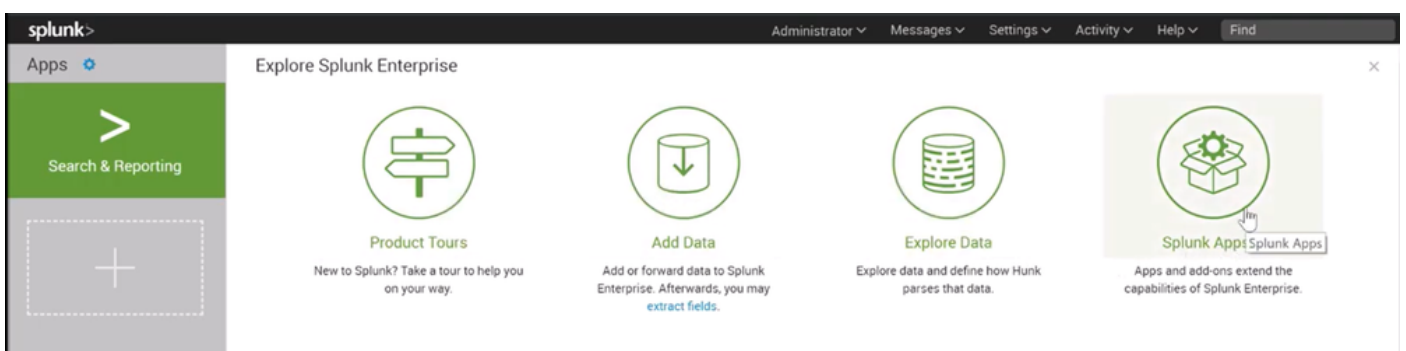 splunk> Administrator Messages Settings Activity Help Find
Apps Explore Splunk Enterprise
Search & Reporting
Product Tours
New to Splunk? Take a tour to help you
on your way.
Add Data
Add or forward data to Splunk
Enterprise. Afterwards, you may
extract fields.
Explore Data
Explore data and define how Hunk
parses that data.
Splunk Apps
Splunk Apps
Apps and add-ons extend the
capabilities of Splunk Enterprise.